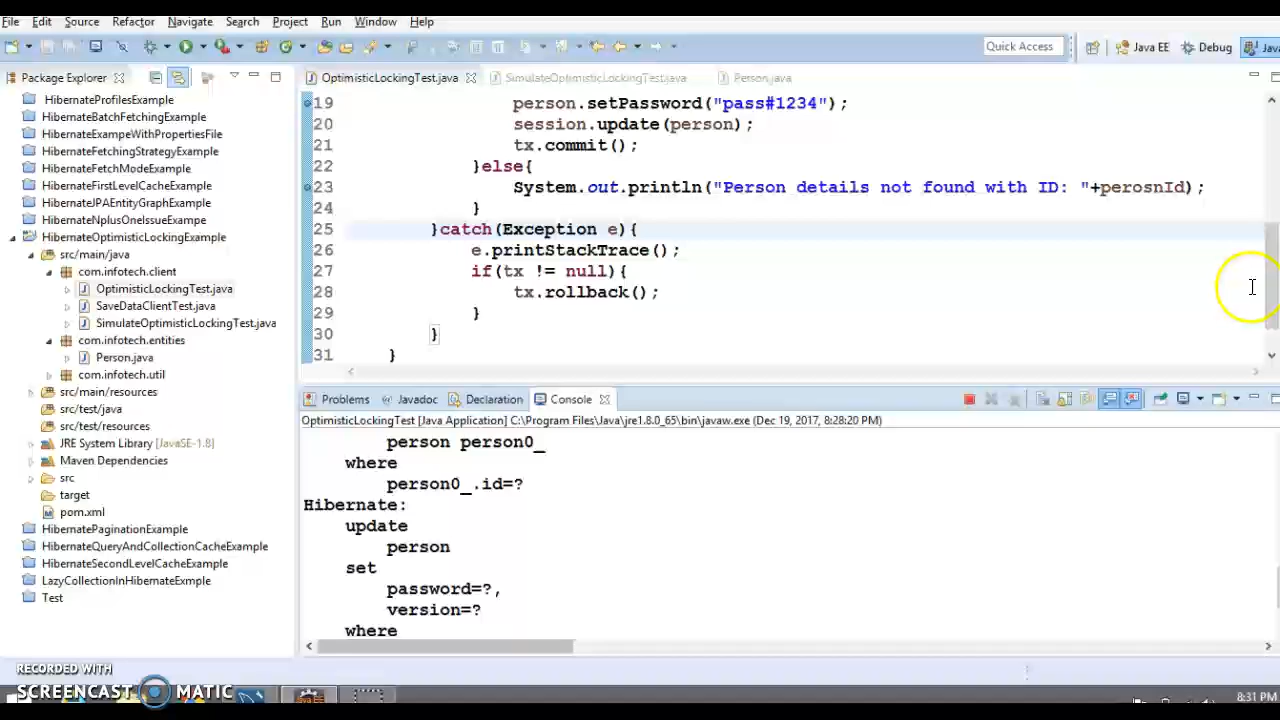 File Edit Source Refactor Navigate Search Project Run Window Help
Quick Access
Java EE
Debug
Java
Package Explorer
OptimisticLockingTest.java
SimulateOptimisticLockingTest.java
Person.java
HibernateProfilesExample
HibernateBatchFetchingExample
HibernateExampeWithPropertiesFile
HibernateFetchingStrategyExample
HibernateFetchModeExample
HibernateFirstLevelCacheExample
HibernateJPAEntityGraphExample
HibernateNplusOneIssueExampe
HibernateOptimisticLockingExample
src/main/java
com.infotech.client
OptimisticLockingTest.java
SaveDataClientTest.java
SimulateOptimisticLockingTest.java
com.infotech.entities
Person.java
com.infotech.util
src/main/resources
src/test/java
src/test/resources
JRE System Library [JavaSE-1.8]
Maven Dependencies
src
target
pom.xml
HibernatePaginationExample
HibernateQueryAndCollectionCacheExample
HibernateSecondLevelCacheExample
LazyCollectionInHibernateExmple
Test
19 person.setPassword("pass#1234");
20 session.update(person);
21 tx.commit();
22 }else{
23 System.out.println("Person details not found with ID: "+perosnId);
24 }
25 }catch(Exception e){
26 e.printStackTrace();
27 if(tx != null){
28 tx.rollback();
29 }
30 }
31 }
Problems Javadoc Declaration Console
OptimisticLockingTest [Java Application] C:\Program Files\Java\jre1.8.0_65\bin\javaw.exe (Dec 19, 2017, 8:28:20 PM)
person person0_
where
person0_.id=?
Hibernate:
update
person
set
password=?,
version=?
where
RECORDED WITH
SCREENCAST MATIC
8:31 PM